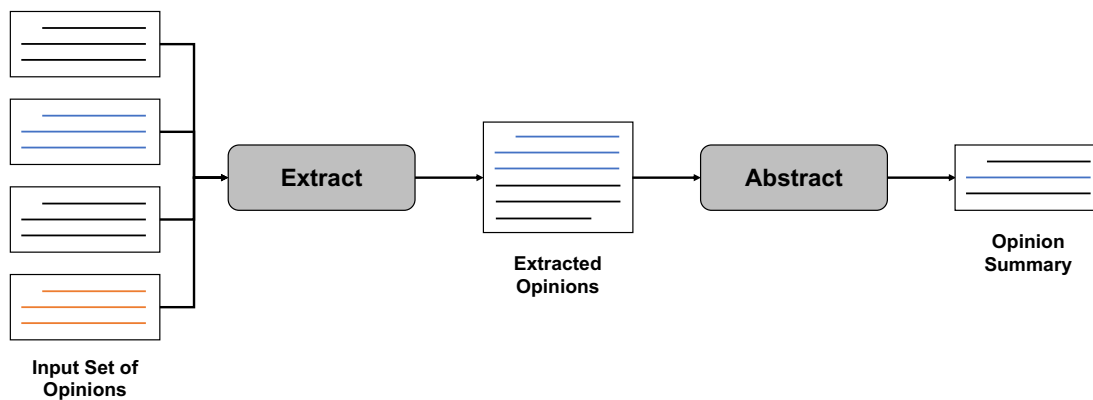 Extract
Abstract
Extracted
Opinions
Opinion
Summary
Input Set of
Opinions